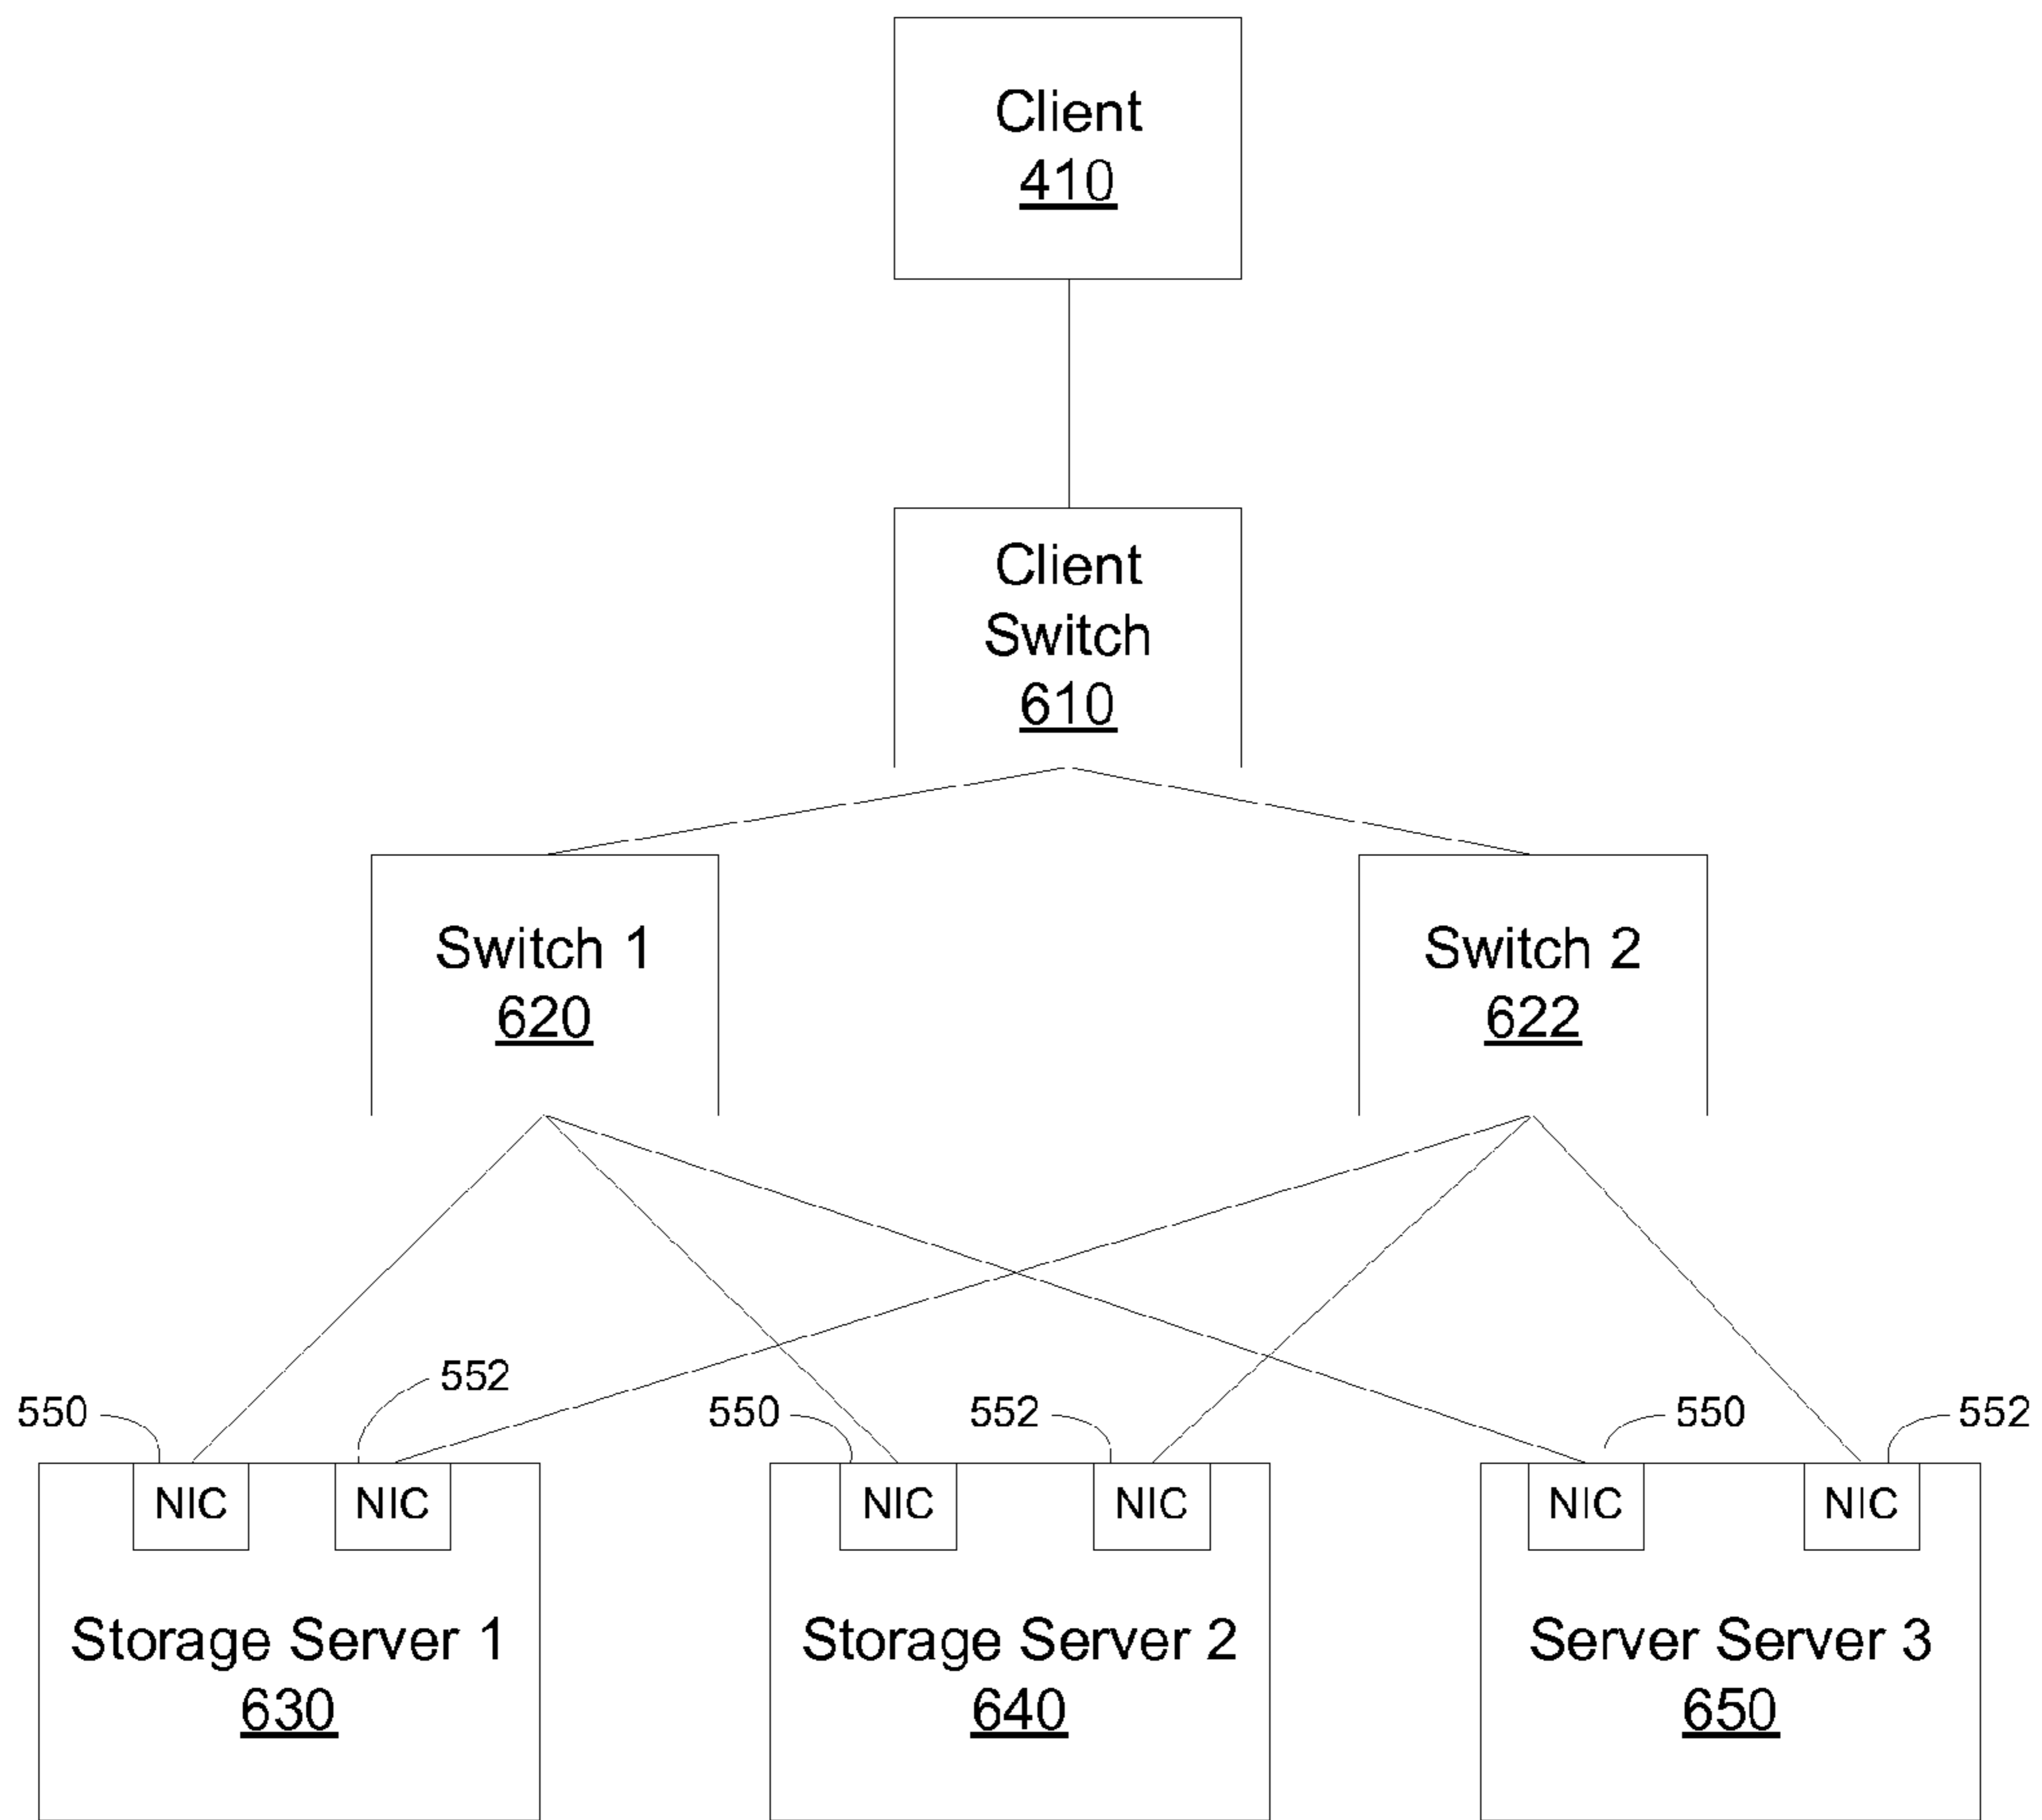 Client
410
Client
Switch
610
Switch 1
620
Switch 2
622
550
552
550
552
550
552
NIC
NIC
NIC
NIC
NIC
NIC
Storage Server 1
630
Storage Server 2
640
Server Server 3
650